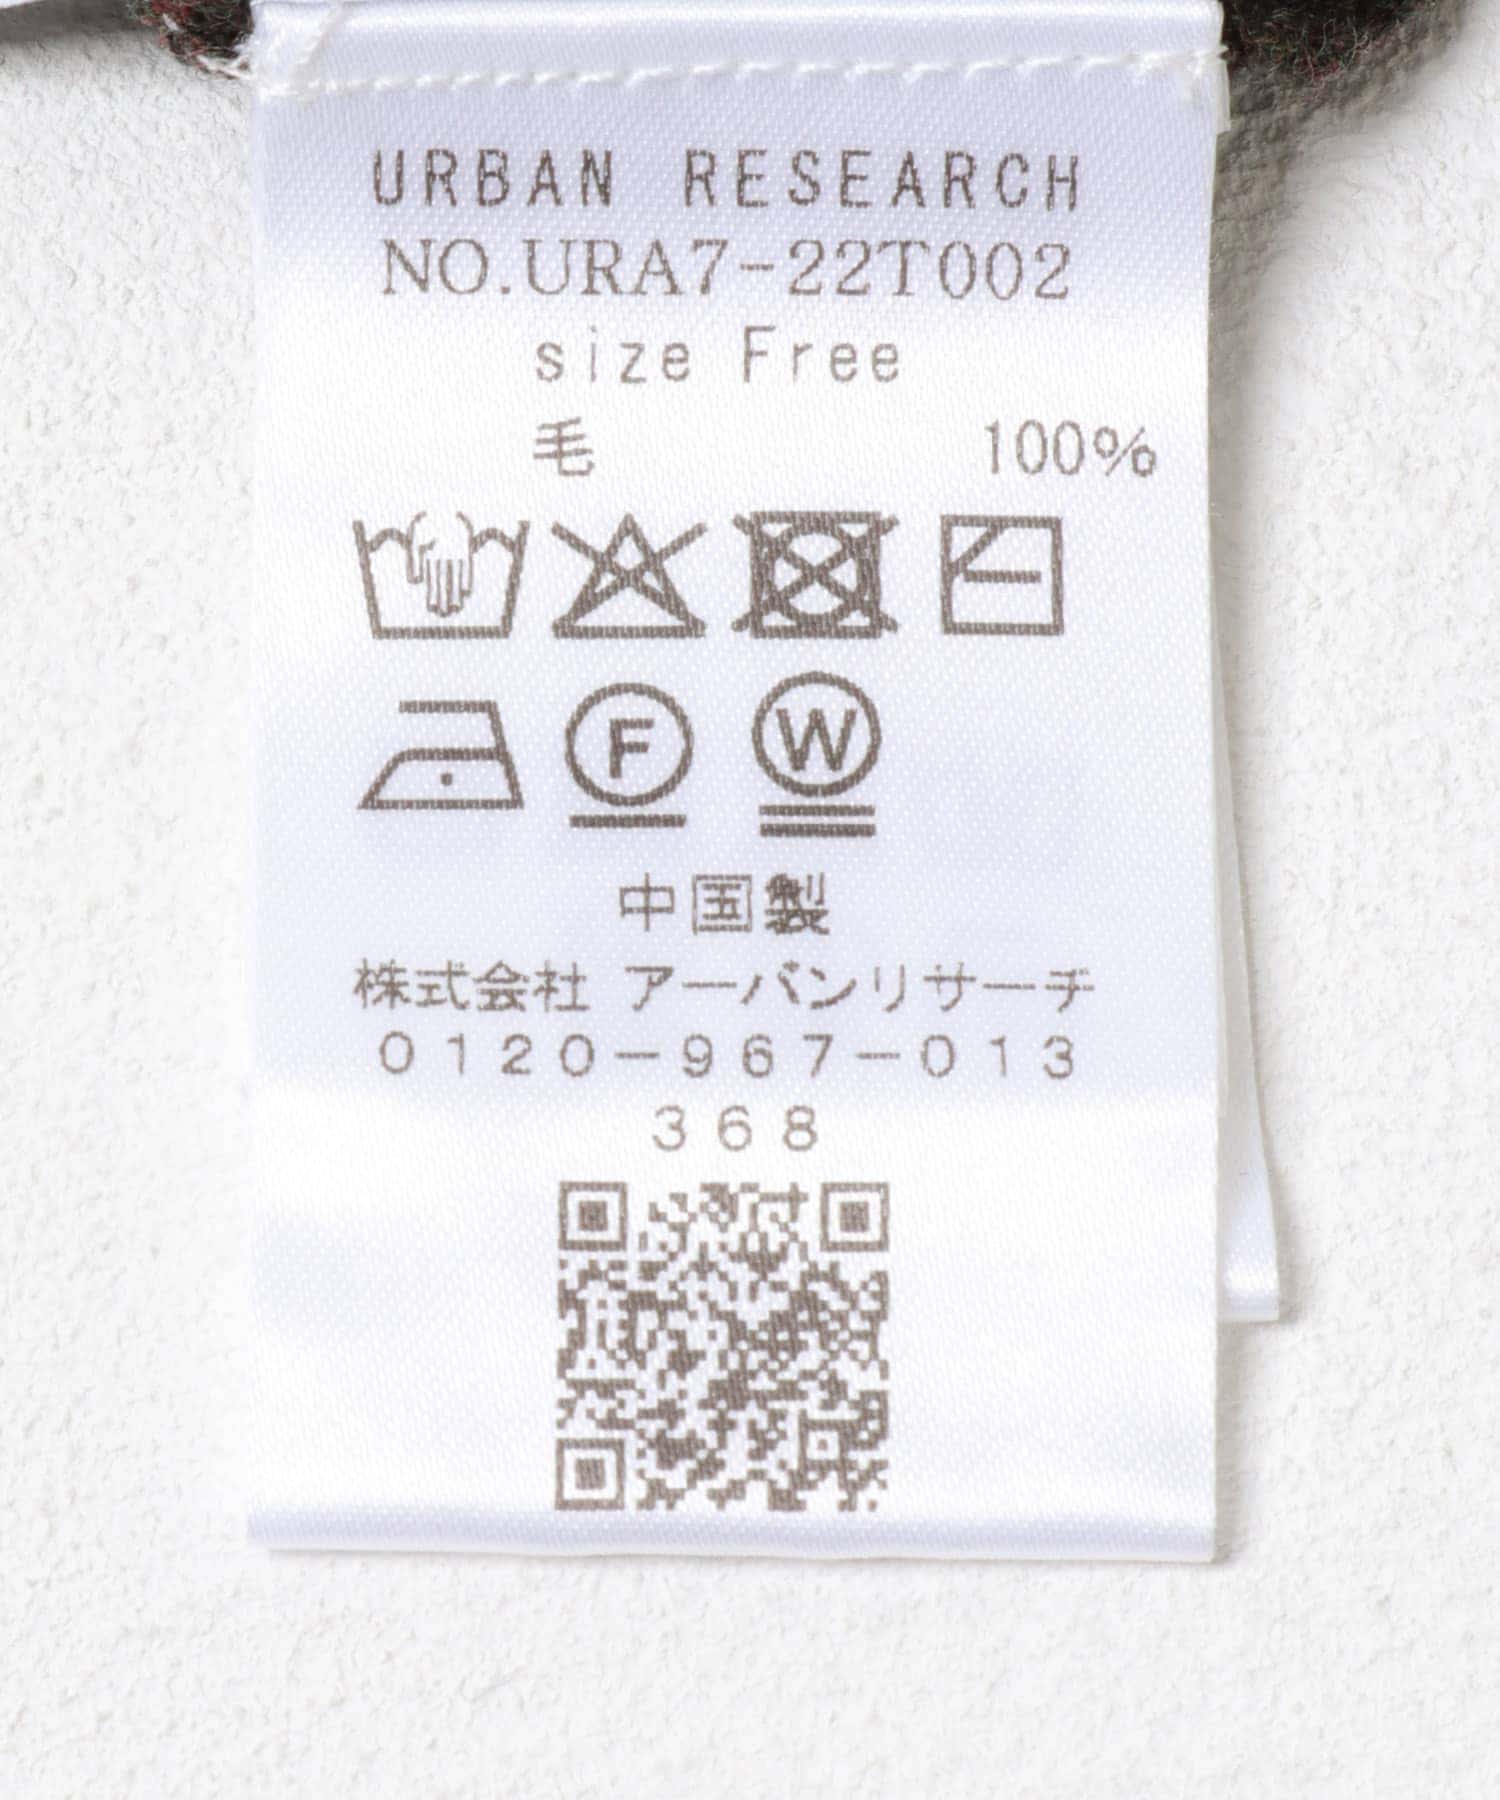 URBAN RESEARCH
NO.URA7-22T002
size Free
毛 100%
F W
中国製
株式会社 アーバンリサーチ
0120-967-013
368